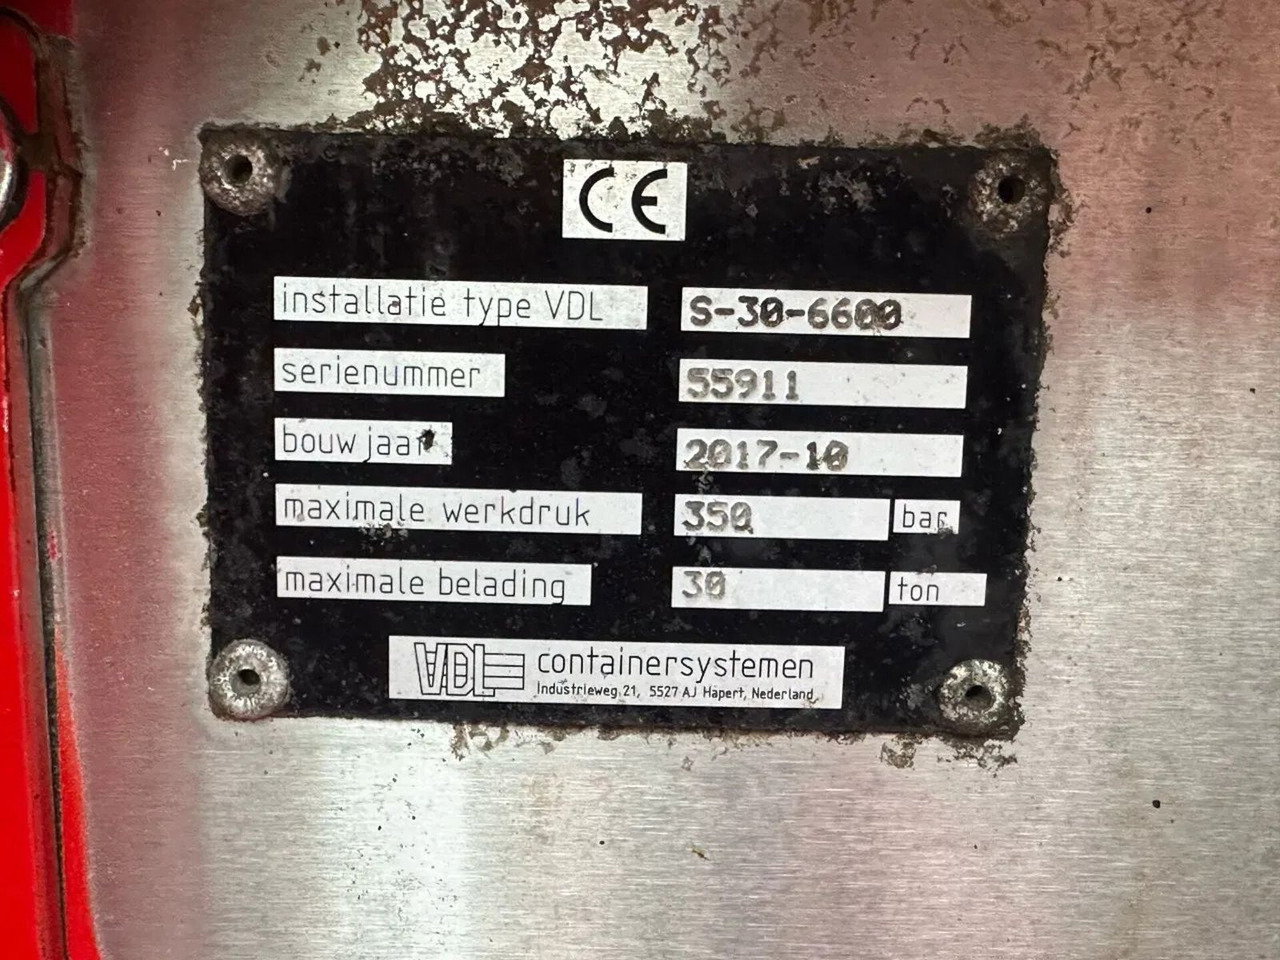 CE
installatie type VDL S-30-6600
serienummer 55911
bouwjaar 2017-10
maximale werkdruk 350 bar
maximale belading 30 ton
VDL containersystemen
Industrieweg 21, 5527 AJ Hapert, Nederland